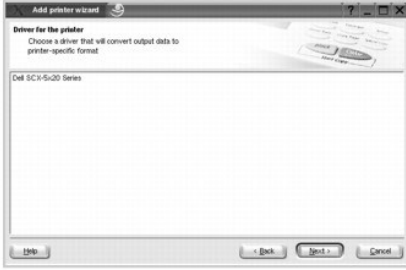 Add printer wizard
Driver for the printer
Choose a driver that will convert output data to
printer-specific format
Dell SCX-5x20 Series
Help
< Back
Next >
Cancel